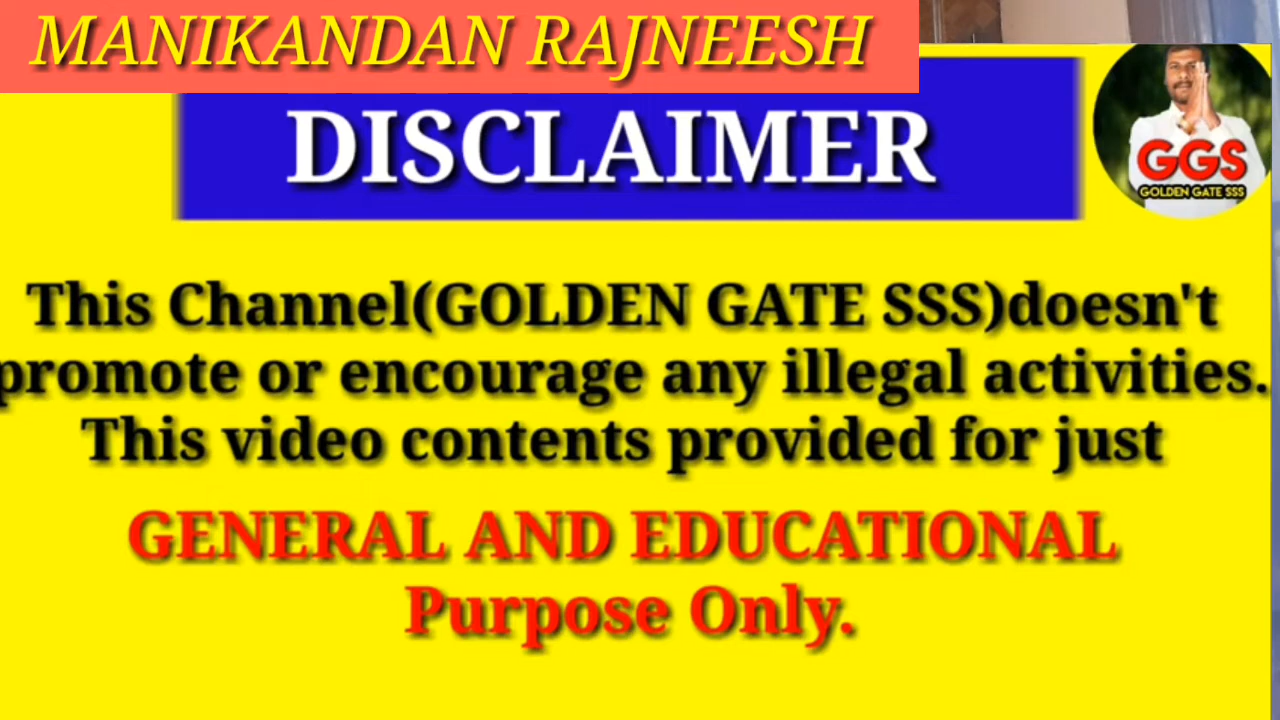 MANIKANDAN RAJNEESH
DISCLAIMER
GGS
GOLDEN GATE SSS
This Channel(GOLDEN GATE SSS)doesn't
promote or encourage any illegal activities.
This video contents provided for just
GENERAL AND EDUCATIONAL
Purpose Only.